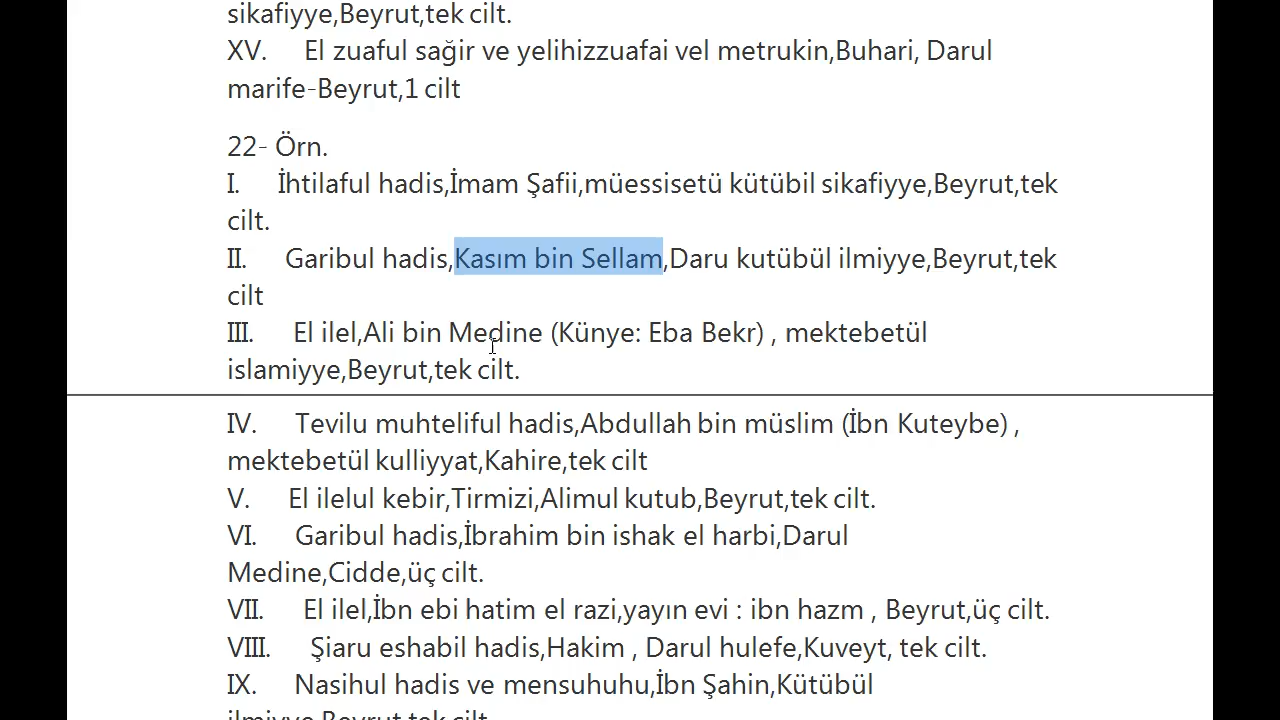 sikafiyye,Beyrut,tek cilt.
XV. El zuaful sağir ve yelihizzuafai vel metrukin,Buhari, Darul
marife-Beyrut,1 cilt
22- Örn.
I. İhtilaful hadis,İmam Şafii,müessisetü kütübil sikafiyye,Beyrut,tek
cilt.
II. Garibul hadis,Kasım bin Sellam,Daru kutübül ilmiyye,Beyrut,tek
cilt
III. El ilel,Ali bin Medine (Künye: Eba Bekr) , mektebetül
islamiyye,Beyrut,tek cilt.
IV. Tevilu muhteliful hadis,Abdullah bin müslim (İbn Kuteybe) ,
mektebetül kulliyyat,Kahire,tek cilt
V. El ilelul kebir,Tirmizi,Alimul kutub,Beyrut,tek cilt.
VI. Garibul hadis,İbrahim bin ishak el harbi,Darul
Medine,Cidde,üç cilt.
VII. El ilel,İbn ebi hatim el razi,yayın evi : ibn hazm , Beyrut,üç cilt.
VIII. Şiaru eshabil hadis,Hakim , Darul hulefe,Kuveyt, tek cilt.
IX. Nasihul hadis ve mensuhuhu,İbn Şahin,Kütübül
ilmiyye,Beyrut,tek cilt